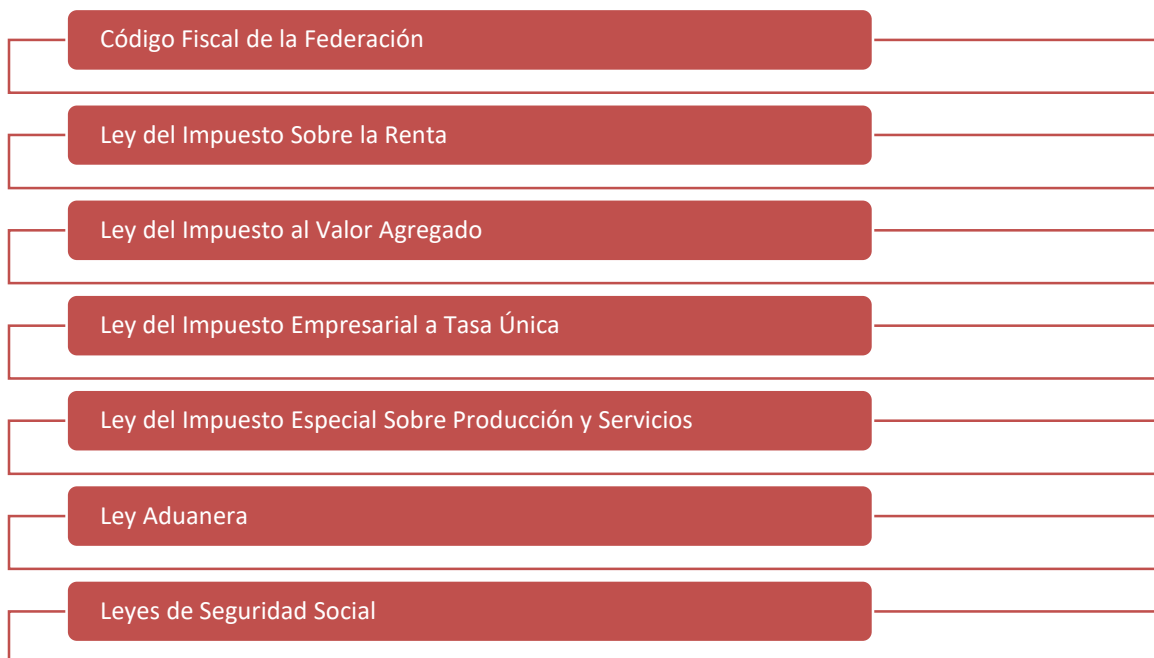 Código Fiscal de la Federación
Ley del Impuesto Sobre la Renta
Ley del Impuesto al Valor Agregado
Ley del Impuesto Empresarial a Tasa Única
Ley del Impuesto Especial Sobre Producción y Servicios
Ley Aduanera
Leyes de Seguridad Social